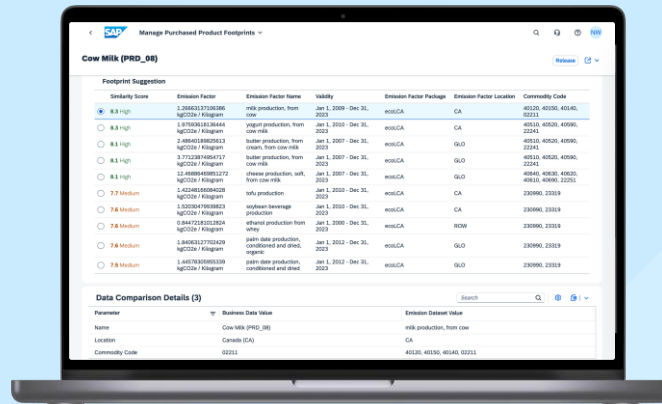 SAP Manage Purchased Product Footprints
NW
Cow Milk (PRD_08)
Release
Footprint Suggestion
Similarity Score Emission Factor Emission Factor Name Validity Emission Factor Package Emission Factor Location Commodity Code
8.3 High 1.29663137106386 kgCO2e / Kilogram milk production, from cow Jan 1, 2009 - Dec 31, 2023 ecoLCA CA 40120, 40150, 40140, 02211
8.3 High 1.97593618136444 kgCO2e / Kilogram yogurt production, from cow milk Jan 1, 2010 - Dec 31, 2023 ecoLCA CA 40510, 40520, 40590, 22241
8.1 High 2.48640189825613 kgCO2e / Kilogram butter production, from cream, from cow milk Jan 1, 2007 - Dec 31, 2023 ecoLCA GLO 40510, 40520, 40590, 22241
8.1 High 3.77123874954717 kgCO2e / Kilogram butter production, from cow milk Jan 1, 2007 - Dec 31, 2023 ecoLCA GLO 40510, 40520, 40590, 22241
8.1 High 12.46886469851272 kgCO2e / Kilogram cheese production, soft, from cow milk Jan 1, 2007 - Dec 31, 2023 ecoLCA GLO 40640, 40630, 40620, 40610, 40690, 22251
7.7 Medium 1.42248166084028 kgCO2e / Kilogram tofu production Jan 1, 2010 - Dec 31, 2023 ecoLCA CA 230990, 23319
7.6 Medium 1.52030479939823 kgCO2e / Kilogram soybean beverage production Jan 1, 2010 - Dec 31, 2023 ecoLCA CA 230990, 23319
7.6 Medium 0.84472181012824 kgCO2e / Kilogram ethanol production from whey Jan 1, 2000 - Dec 31, 2023 ecoLCA ROW 230990, 23319
7.6 Medium 1.84063127702429 kgCO2e / Kilogram palm date production, conditioned and dried, organic Jan 1, 2012 - Dec 31, 2023 ecoLCA GLO 230990, 23319
7.5 Medium 1.44578305955339 kgCO2e / Kilogram palm date production, conditioned and dried Jan 1, 2012 - Dec 31, 2023 ecoLCA GLO 230990, 23319
Data Comparison Details (3) Search
Parameter Business Data Value Emission Dataset Value
Name Cow Milk (PRD_08) milk production, from cow
Location Canada (CA) CA
Commodity Code 02211 40120, 40150, 40140, 02211